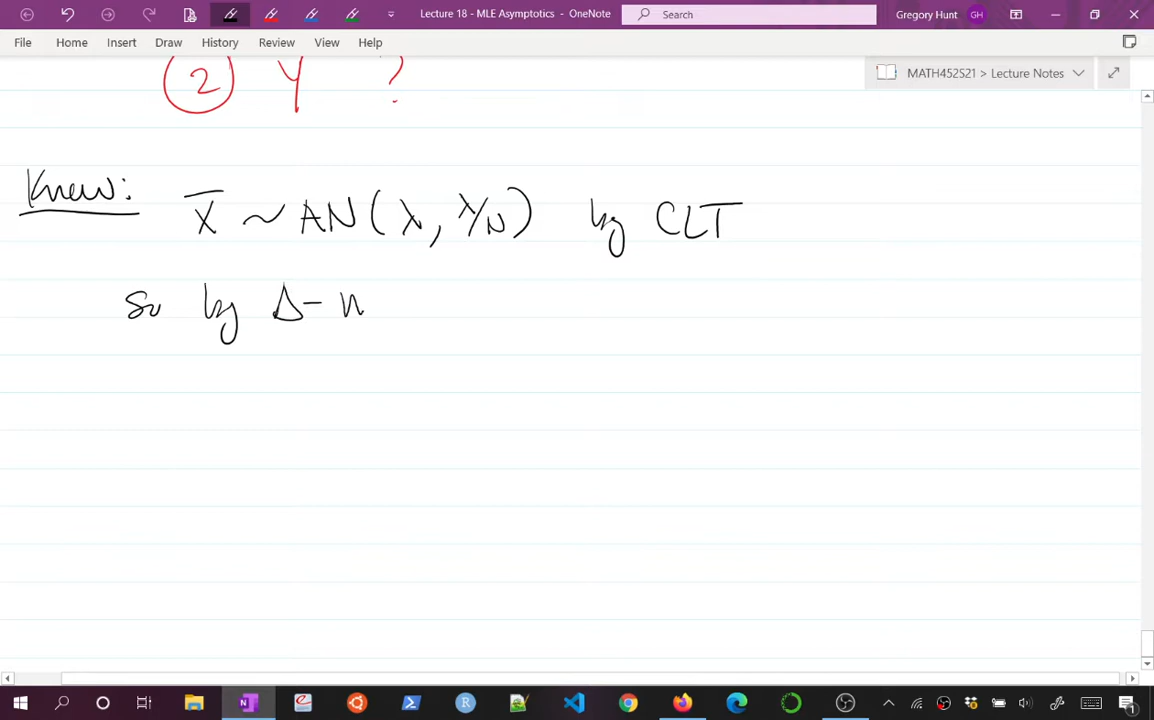 Lecture 18 - MLE Asymptotics - OneNote
Search
Gregory Hunt
GH
File Home Insert Draw History Review View Help
MATH452S21 > Lecture Notes
② Y ?
Know: X̄ ~ AN(λ, λ/N) by CLT
So by Δ-